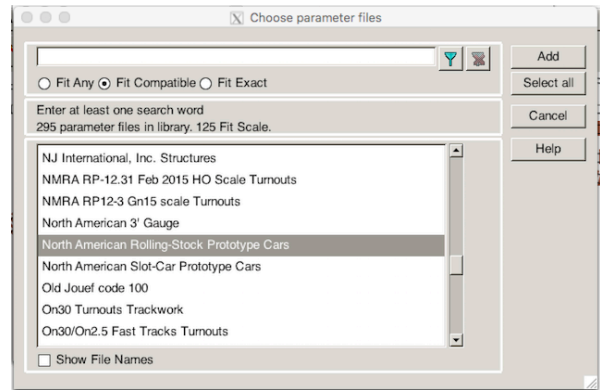 Choose parameter files
Add
Fit Any Fit Compatible Fit Exact
Select all
Enter at least one search word
295 parameter files in library. 125 Fit Scale.
Cancel
Help
NJ International, Inc. Structures
NMRA RP-12.31 Feb 2015 HO Scale Turnouts
NMRA RP12-3 Gn15 scale Turnouts
North American 3' Gauge
North American Rolling-Stock Prototype Cars
North American Slot-Car Prototype Cars
Old Jouef code 100
On30 Turnouts Trackwork
On30/On2.5 Fast Tracks Turnouts
Show File Names